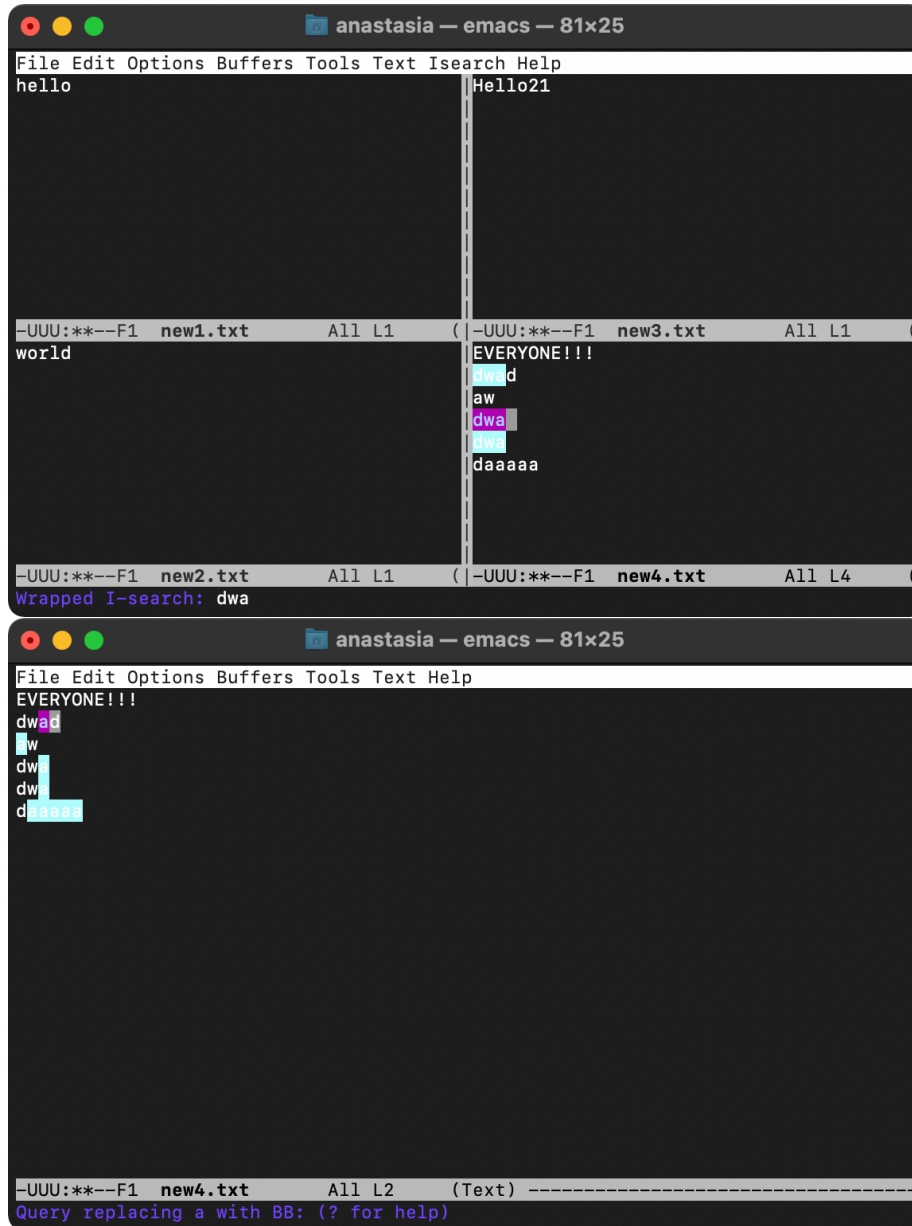 anastasia — emacs — 81×25
File Edit Options Buffers Tools Text Isearch Help
hello
Hello21
-UUU:**--F1 new1.txt All L1 (|-UUU:**--F1 new3.txt All L1 (
world
EVERYONE!!!
dwad
aw
dwa
dwa
daaaaa
-UUU:**--F1 new2.txt All L1 (|-UUU:**--F1 new4.txt All L4 (
Wrapped I-search: dwa
anastasia — emacs — 81×25
File Edit Options Buffers Tools Text Help
EVERYONE!!!
dwad
aw
dwa
dwa
daaaaa
-UUU:**--F1 new4.txt All L2 (Text) -----------------------------------
Query replacing a with BB: (? for help)